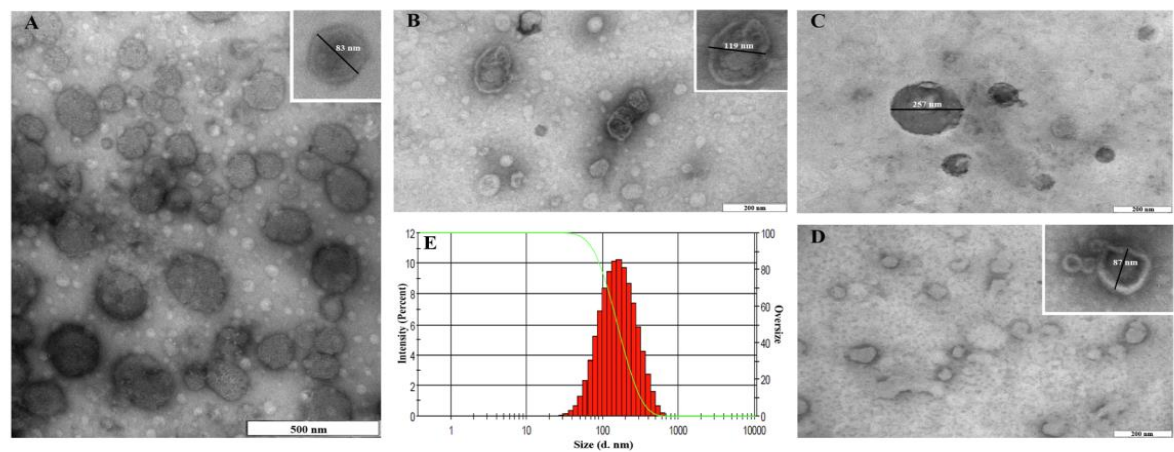 A
83 nm
500 nm
B
119 nm
200 nm
C
257 nm
200 nm
E
12
10
8
6
4
2
0
Intensity (Percent)
100
80
60
40
20
0
Oversize
1
10
100
1000
10000
Size (d. nm)
D
87 nm
200 nm